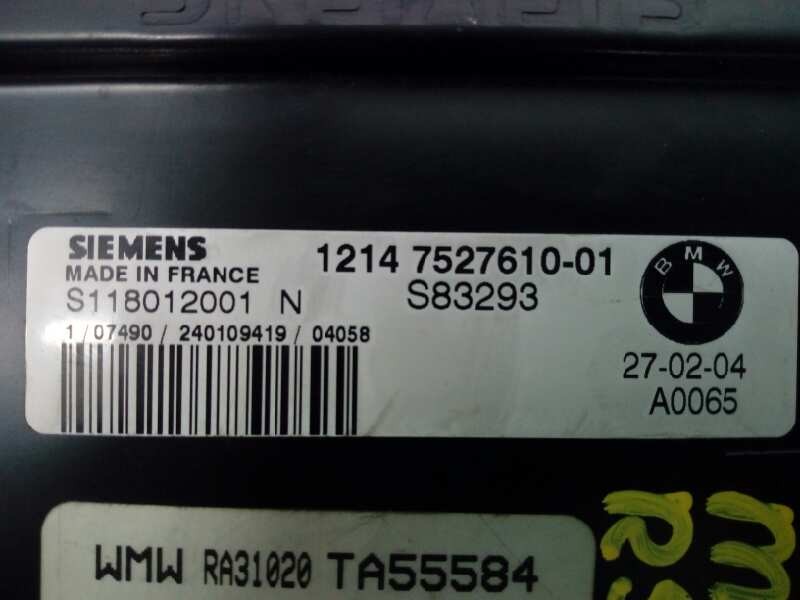 SIEMENS
SIEMENS 1214 7527610-01 BMW
MADE IN FRANCE
S118012001 N S83293
1/07490/240109419/04058
27-02-04
A0065
WMW RA31020 TA55584